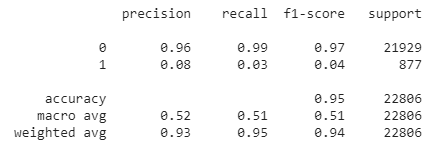 precision recall f1-score support
0 0.96 0.99 0.97 21929
1 0.08 0.03 0.04 877
accuracy 0.95 22806
macro avg 0.52 0.51 0.51 22806
weighted avg 0.93 0.95 0.94 22806